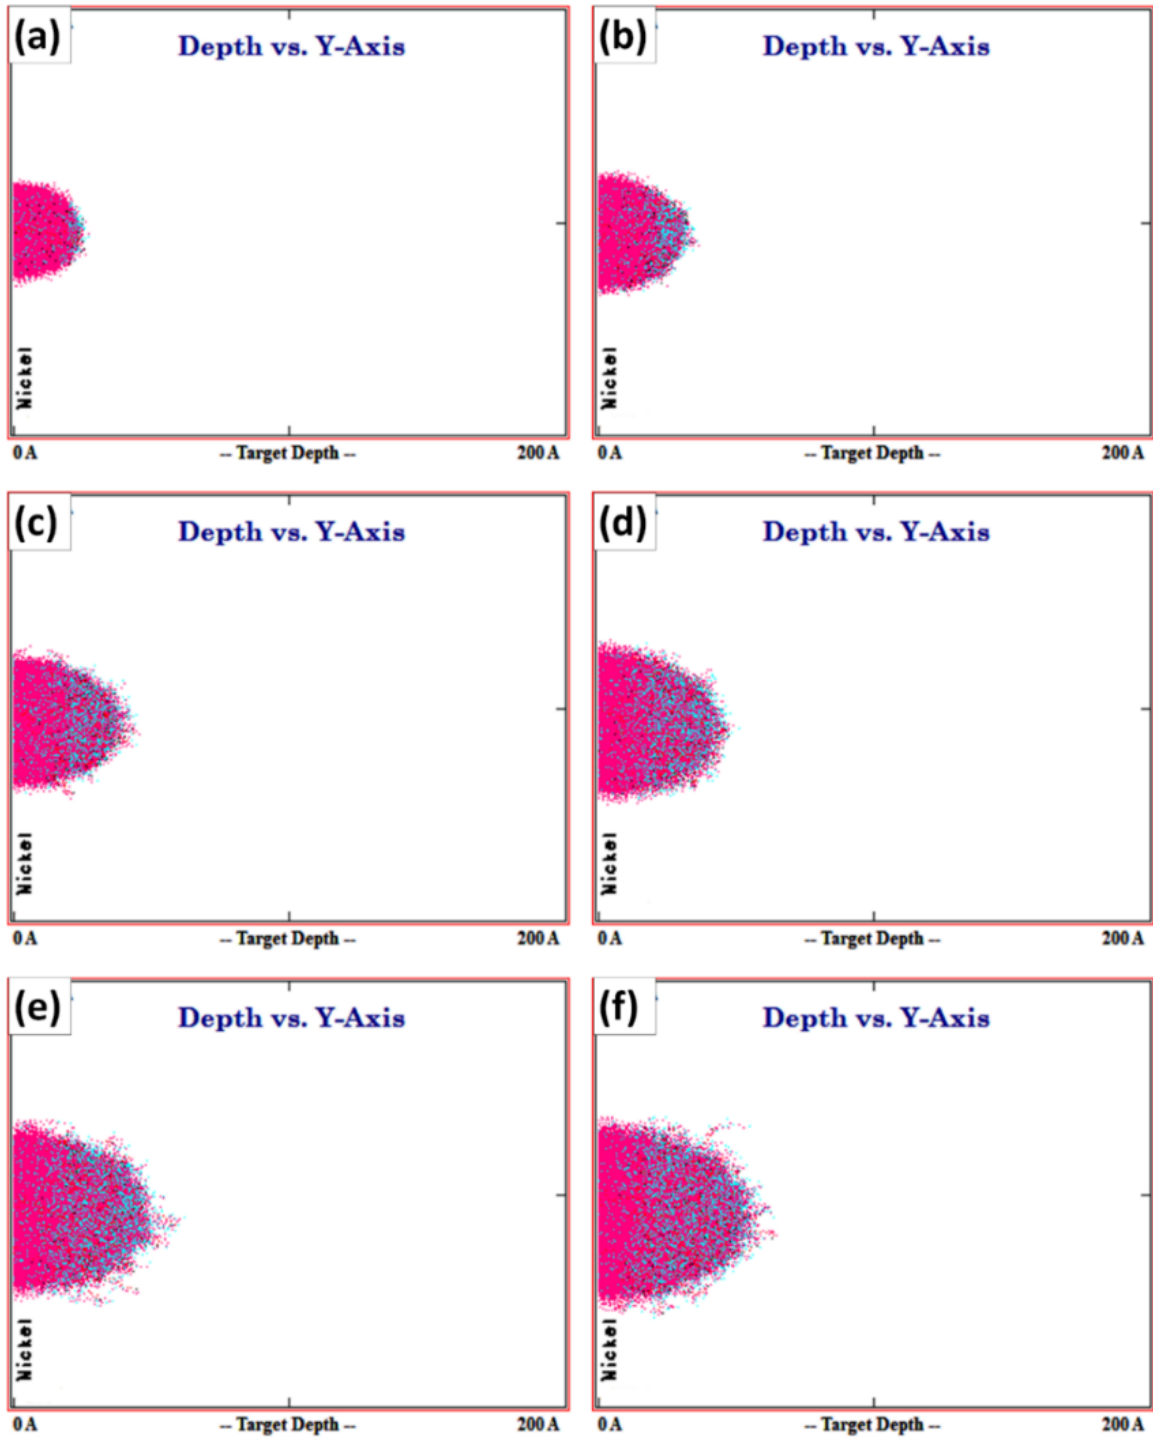 (a)
Depth vs. Y-Axis
Nickel
0 A -- Target Depth -- 200 A
(b)
Depth vs. Y-Axis
Nickel
0 A -- Target Depth -- 200 A
(c)
Depth vs. Y-Axis
Nickel
0 A -- Target Depth -- 200 A
(d)
Depth vs. Y-Axis
Nickel
0 A -- Target Depth -- 200 A
(e)
Depth vs. Y-Axis
Nickel
0 A -- Target Depth -- 200 A
(f)
Depth vs. Y-Axis
Nickel
0 A -- Target Depth -- 200 A